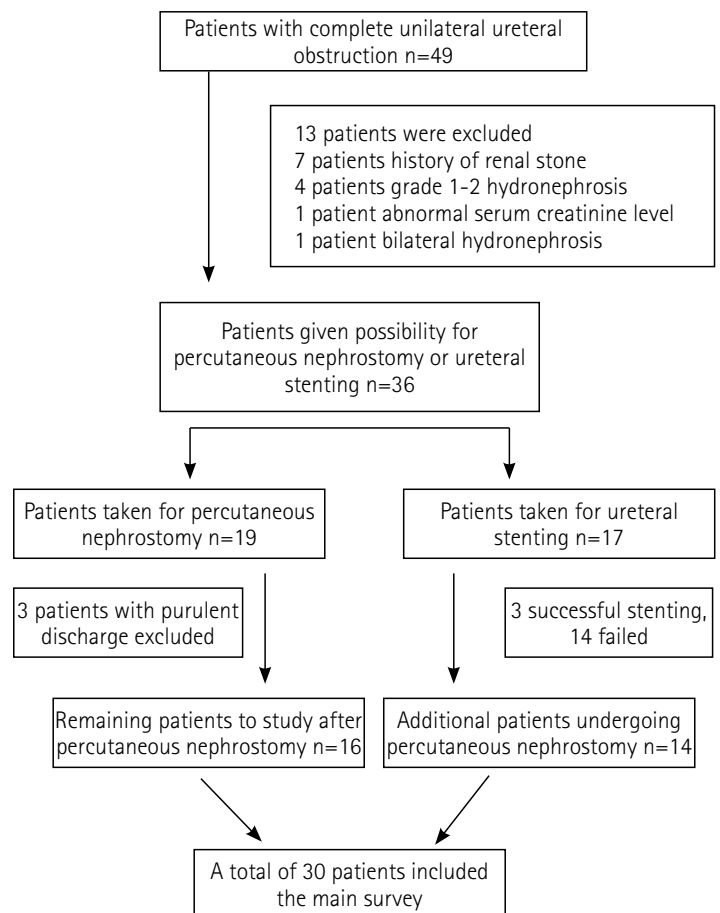 Patients with complete unilateral ureteral
obstruction n=49
13 patients were excluded
7 patients history of renal stone
4 patients grade 1-2 hydronephrosis
1 patient abnormal serum creatinine level
1 patient bilateral hydronephrosis
Patients given possibility for
percutaneous nephrostomy or ureteral
stenting n=36
Patients taken for percutaneous
nephrostomy n=19
Patients taken for ureteral
stenting n=17
3 patients with purulent
discharge excluded
3 successful stenting,
14 failed
Remaining patients to study after
percutaneous nephrostomy n=16
Additional patients undergoing
percutaneous nephrostomy n=14
A total of 30 patients included
the main survey